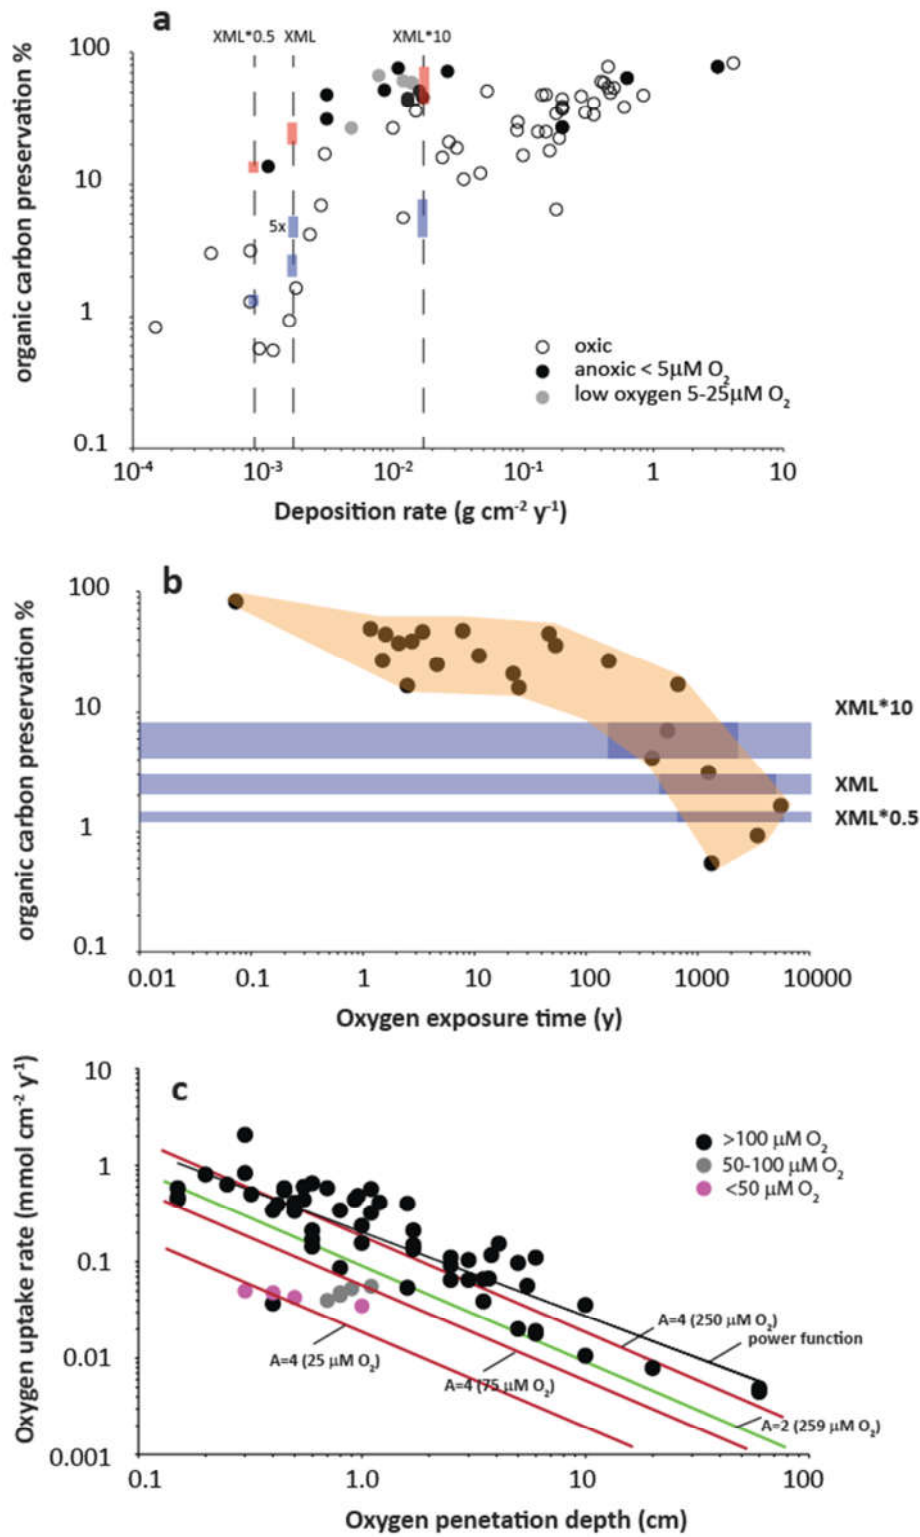 a
XML*0.5 XML XML*10
100
10
1
0.1
organic carbon preservation %
5x
oxic
anoxic < 5µM O₂
low oxygen 5-25µM O₂
10⁻⁴ 10⁻³ 10⁻² 10⁻¹ 1 10
Deposition rate (g cm⁻² y⁻¹)
b
100
10
1
0.1
organic carbon preservation %
XML*10
XML
XML*0.5
0.01 0.1 1 10 100 1000 10000
Oxygen exposure time (y)
c
10
1
0.1
0.01
0.001
Oxygen uptake rate (mmol cm⁻² y⁻¹)
>100 µM O₂
50-100 µM O₂
<50 µM O₂
A=4 (250 µM O₂)
power function
A=4 (25 µM O₂)
A=4 (75 µM O₂)
A=2 (259 µM O₂)
0.1 1.0 10 100
Oxygen penetation depth (cm)